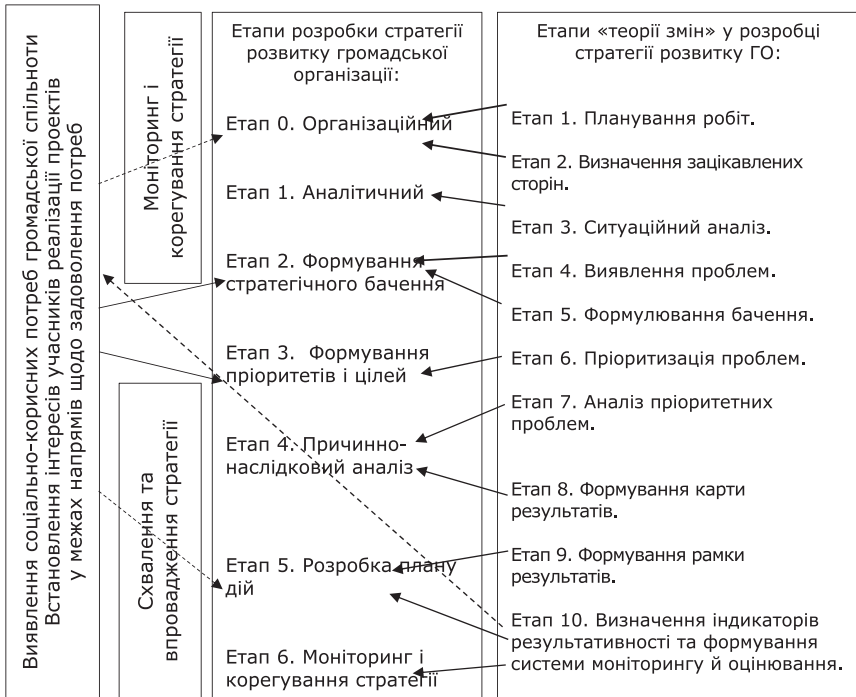 Виявлення соціально-корисних потреб громадської спільноти
Встановлення інтересів учасників реалізації проектів
у межах напрямів щодо задоволення потреб
Моніторинг і
корегування стратегії
Схвалення та
впровадження стратегії
Етапи розробки стратегії
розвитку громадської
організації:
Етап 0. Організаційний
Етап 1. Аналітичний
Етап 2. Формування
стратегічного бачення
Етап 3. Формування
пріоритетів і цілей
Етап 4. Причинно-
наслідковий аналіз
Етап 5. Розробка плану
дій
Етап 6. Моніторинг і
корегування стратегії
Етапи «теорії змін» у розробці
стратегії розвитку ГО:
Етап 1. Планування робіт.
Етап 2. Визначення зацікавлених
сторін.
Етап 3. Ситуаційний аналіз.
Етап 4. Виявлення проблем.
Етап 5. Формулювання бачення.
Етап 6. Пріоритизація проблем.
Етап 7. Аналіз пріоритетних
проблем.
Етап 8. Формування карти
результатів.
Етап 9. Формування рамки
результатів.
Етап 10. Визначення індикаторів
результативності та формування
системи моніторингу й оцінювання.